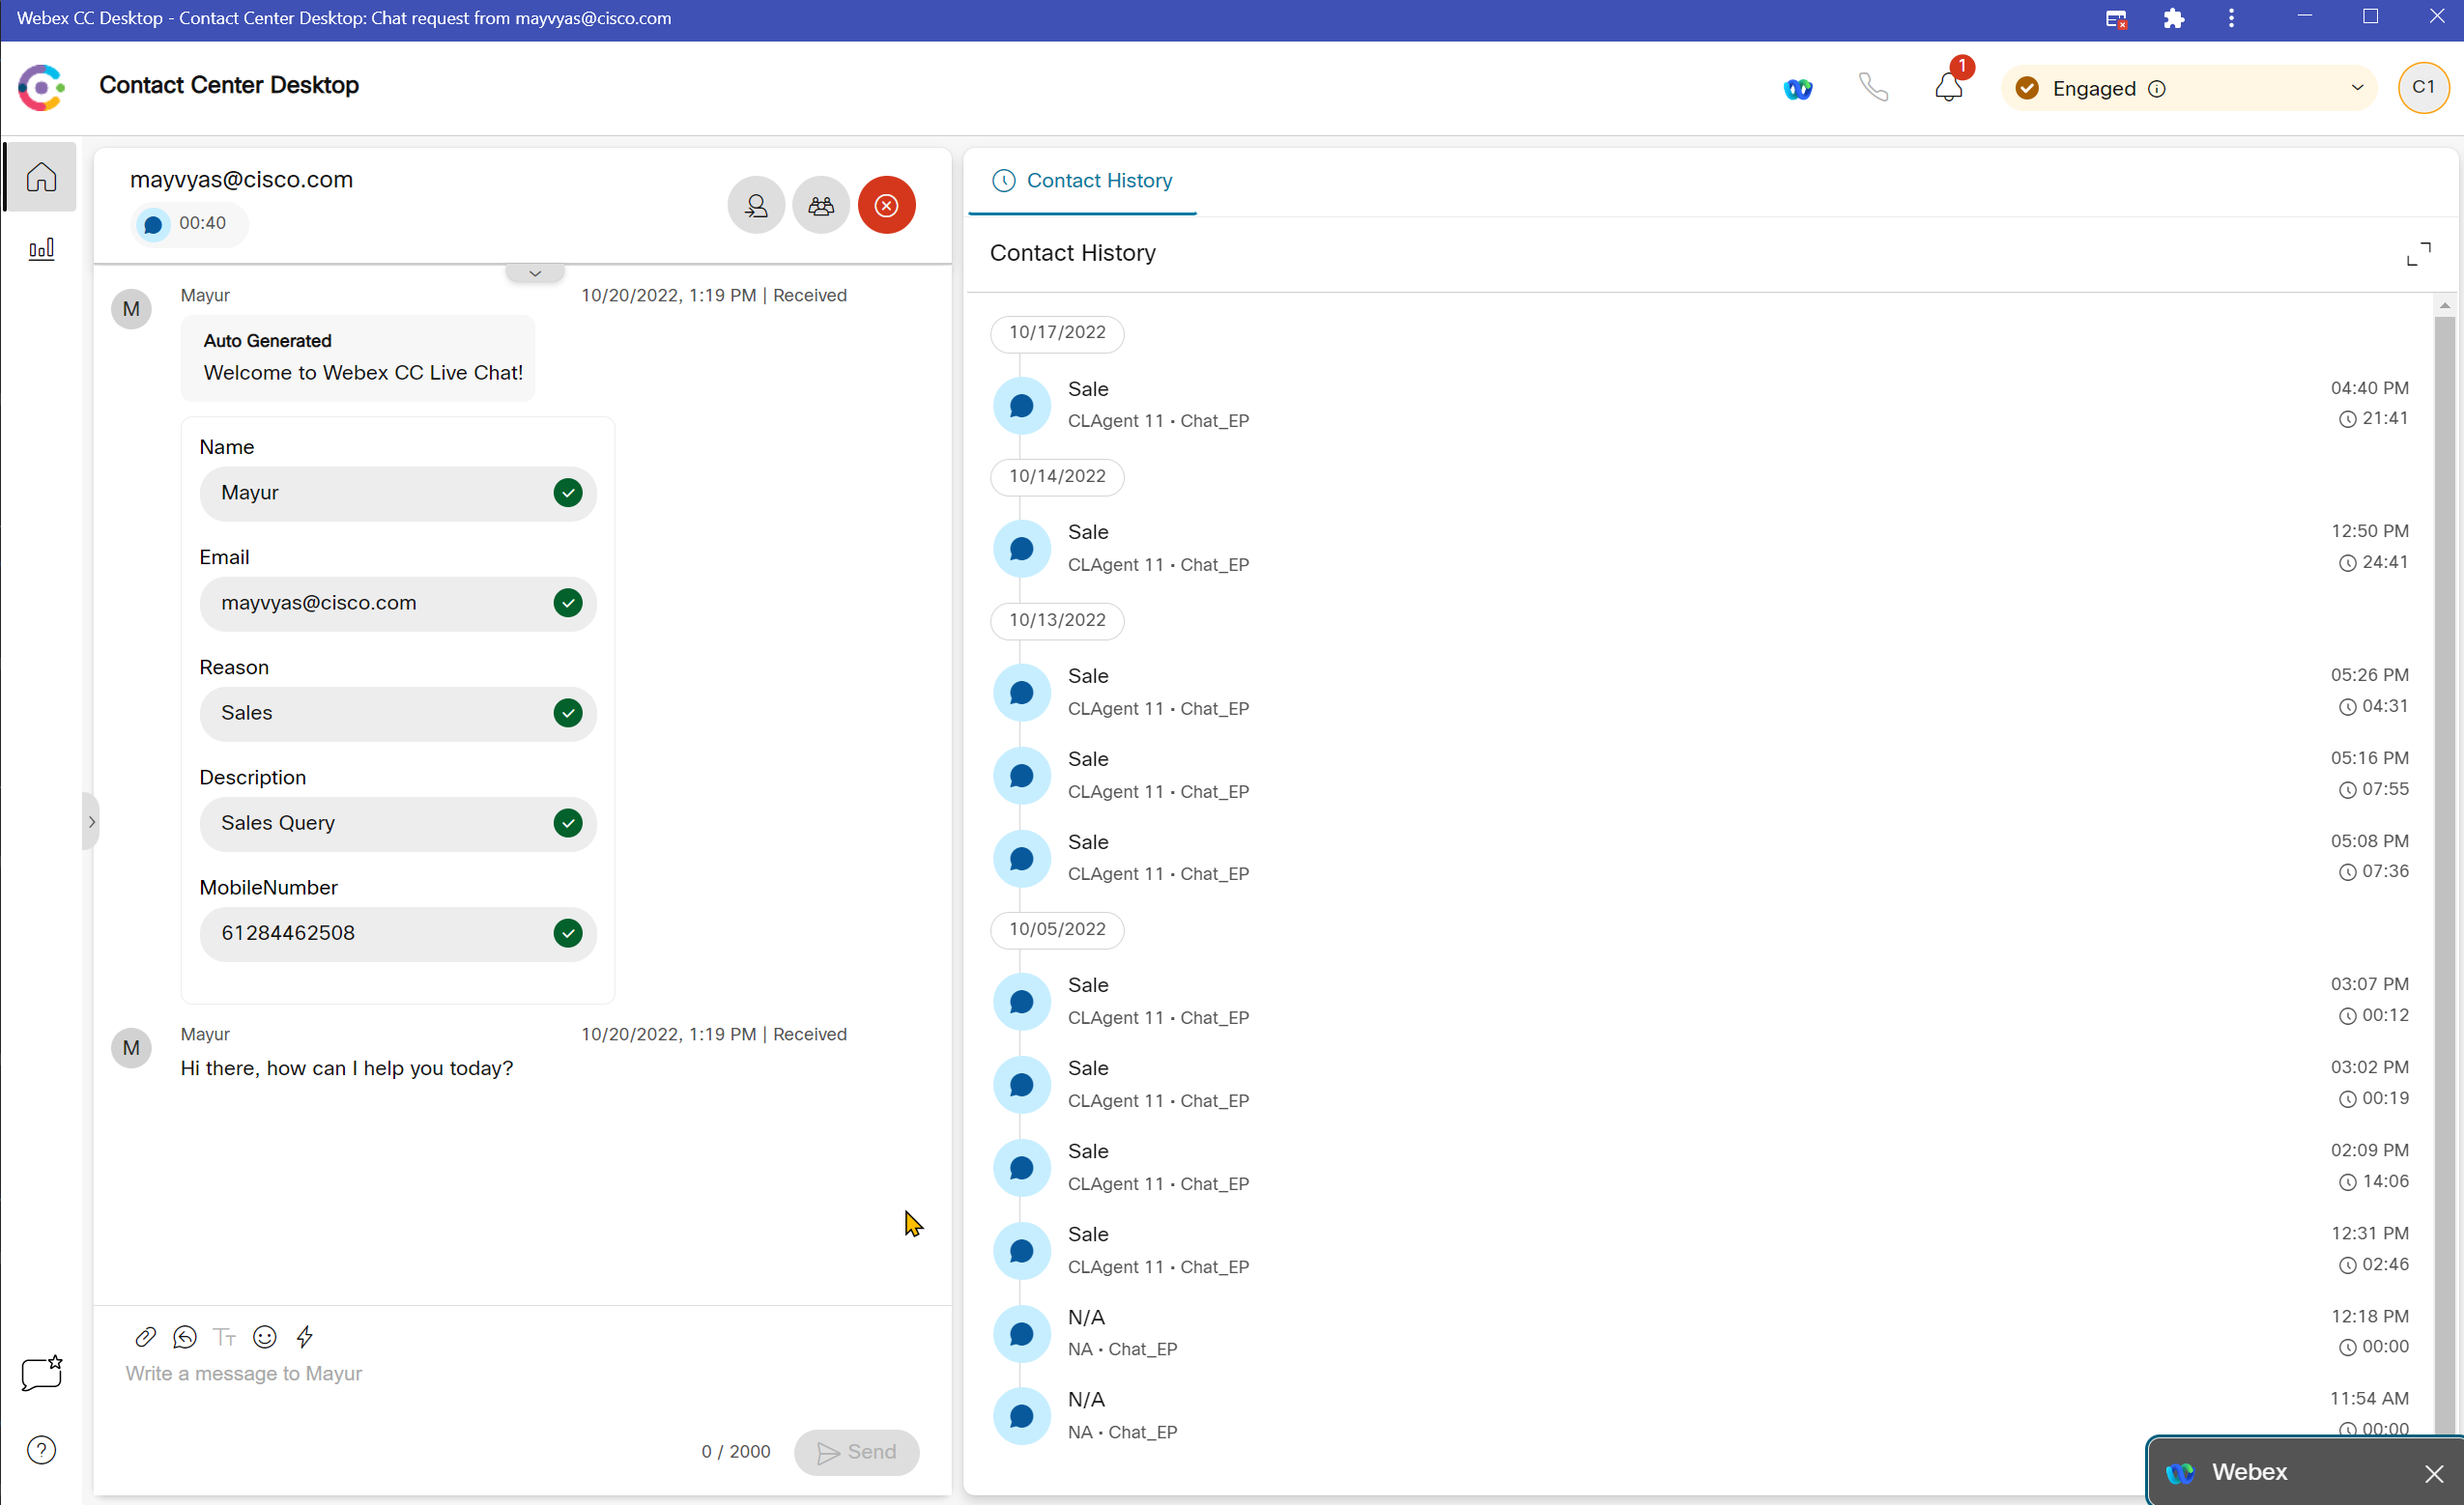 Webex CC Desktop - Contact Center Desktop: Chat request from mayvyas@cisco.com
Contact Center Desktop
1
Engaged
C1
mayvyas@cisco.com
00:40
M
Mayur
10/20/2022, 1:19 PM | Received
Auto Generated
Welcome to Webex CC Live Chat!
Name
Mayur
Email
mayvyas@cisco.com
Reason
Sales
Description
Sales Query
MobileNumber
61284462508
M
Mayur
10/20/2022, 1:19 PM | Received
Hi there, how can I help you today?
Tт
Write a message to Mayur
0 / 2000
Send
Contact History
Contact History
10/17/2022
Sale
04:40 PM
CLAgent 11 • Chat_EP
21:41
10/14/2022
Sale
12:50 PM
CLAgent 11 • Chat_EP
24:41
10/13/2022
Sale
05:26 PM
CLAgent 11 • Chat_EP
04:31
Sale
05:16 PM
CLAgent 11 • Chat_EP
07:55
Sale
05:08 PM
CLAgent 11 • Chat_EP
07:36
10/05/2022
Sale
03:07 PM
CLAgent 11 • Chat_EP
00:12
Sale
03:02 PM
CLAgent 11 • Chat_EP
00:19
Sale
02:09 PM
CLAgent 11 • Chat_EP
14:06
Sale
12:31 PM
CLAgent 11 • Chat_EP
02:46
N/A
12:18 PM
NA • Chat_EP
00:00
N/A
11:54 AM
NA • Chat_EP
00:00
Webex